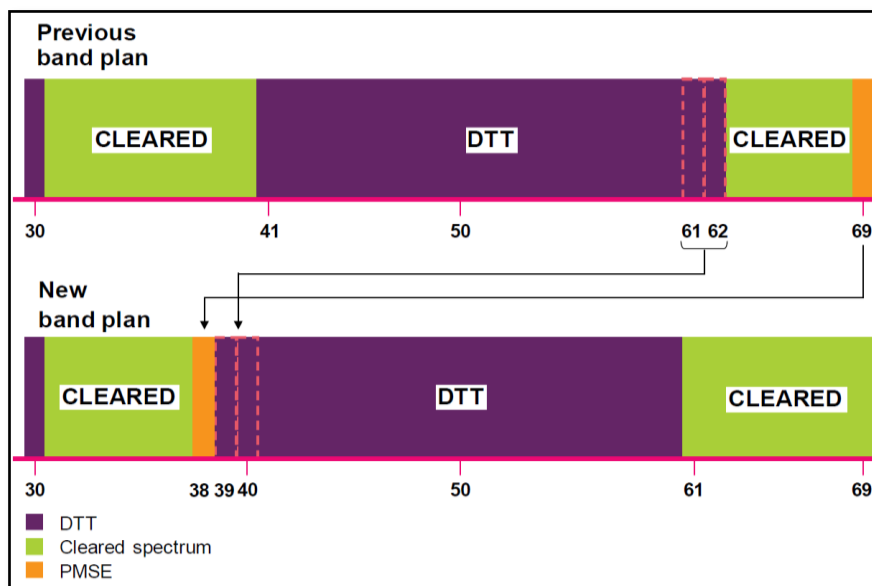 Previous
band plan
CLEARED DTT CLEARED
30 41 50 61 62 69
New
band plan
CLEARED DTT CLEARED
30 38 39 40 50 61 69
DTT
Cleared spectrum
PMSE